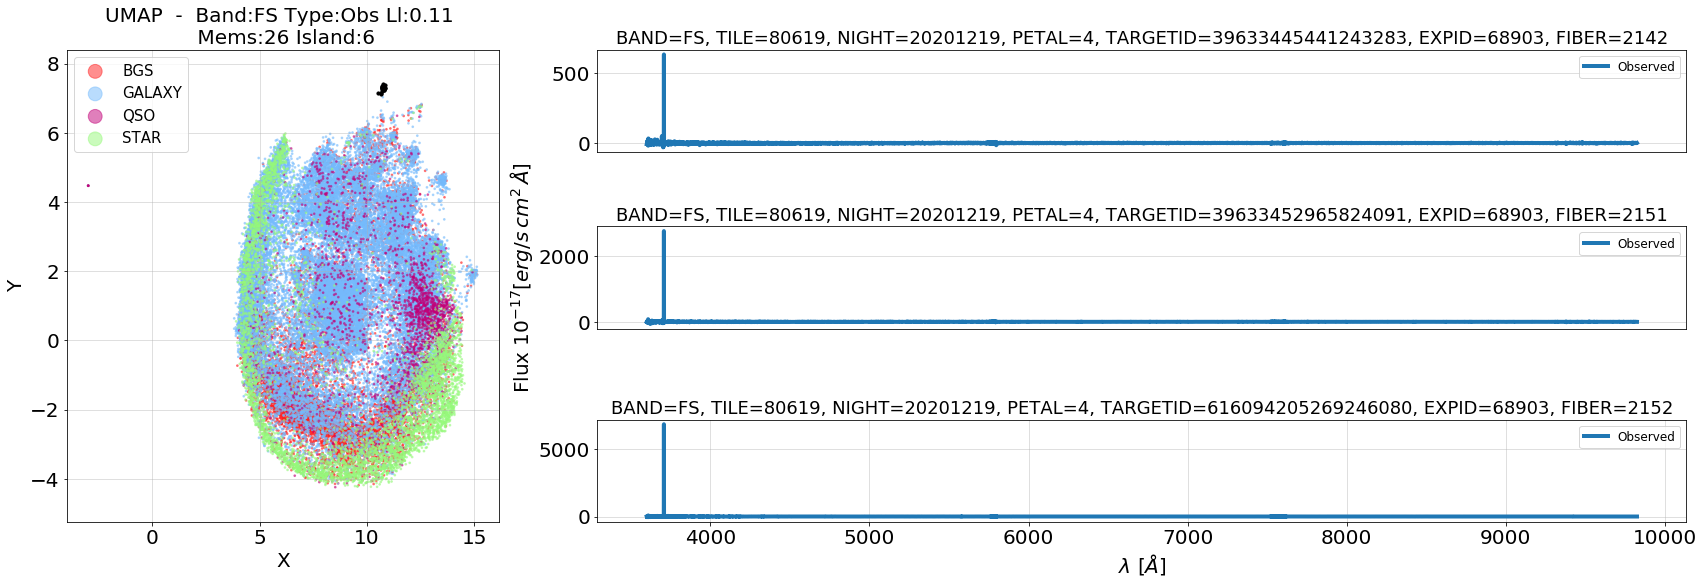 UMAP  -  Band:FS Type:Obs Ll:0.11
Mems:26 Island:6
BGS
GALAXY
QSO
STAR
8
6
4
2
0
−2
−4
Y
0
5
10
15
X
Flux 10⁻¹⁷[erg/s cm² Å]
BAND=FS, TILE=80619, NIGHT=20201219, PETAL=4, TARGETID=39633445441243283, EXPID=68903, FIBER=2142
Observed
500
0
BAND=FS, TILE=80619, NIGHT=20201219, PETAL=4, TARGETID=39633452965824091, EXPID=68903, FIBER=2151
Observed
2000
0
BAND=FS, TILE=80619, NIGHT=20201219, PETAL=4, TARGETID=616094205269246080, EXPID=68903, FIBER=2152
Observed
5000
0
4000
5000
6000
7000
8000
9000
10000
λ [Å]